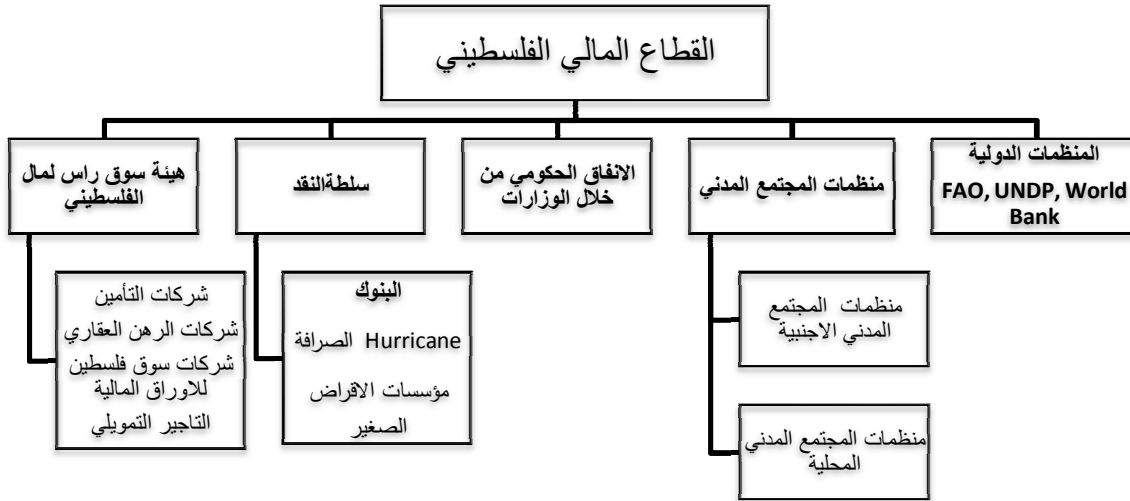 القطاع المالي الفلسطيني
المنظمات الدولية
FAO, UNDP, World
Bank
منظمات المجتمع المدني
الانفاق الحكومي من
خلال الوزارات
سلطةالنقد
هيئة سوق راس لمال
الفلسطيني
منظمات المجتمع
المدني الاجنبية
منظمات المجتمع المدني
المحلية
البنوك
Hurricane الصرافة
مؤسسات الاقراض
الصغير
شركات التأمين
شركات الرهن العقاري
شركات سوق فلسطين
للاوراق المالية
التاجير التمويلي